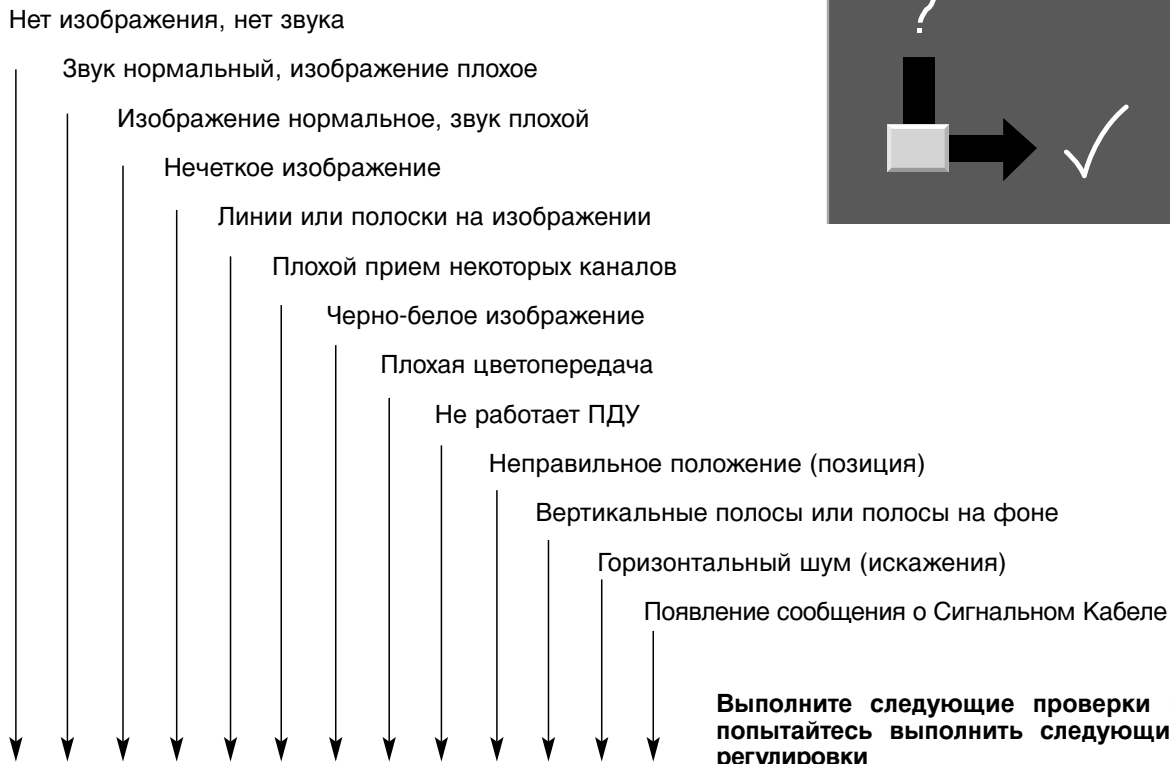 Нет изображения, нет звука
?
Звук нормальный, изображение плохое
Изображение нормальное, звук плохой
Нечеткое изображение
Линии или полоски на изображении
Плохой прием некоторых каналов
Черно-белое изображение
Плохая цветопередача
Не работает ПДУ
Неправильное положение (позиция)
Вертикальные полосы или полосы на фоне
Горизонтальный шум (искажения)
Появление сообщения о Сигнальном Кабеле
Выполните следующие проверки
попытайтесь выполнить следующи
регулировки